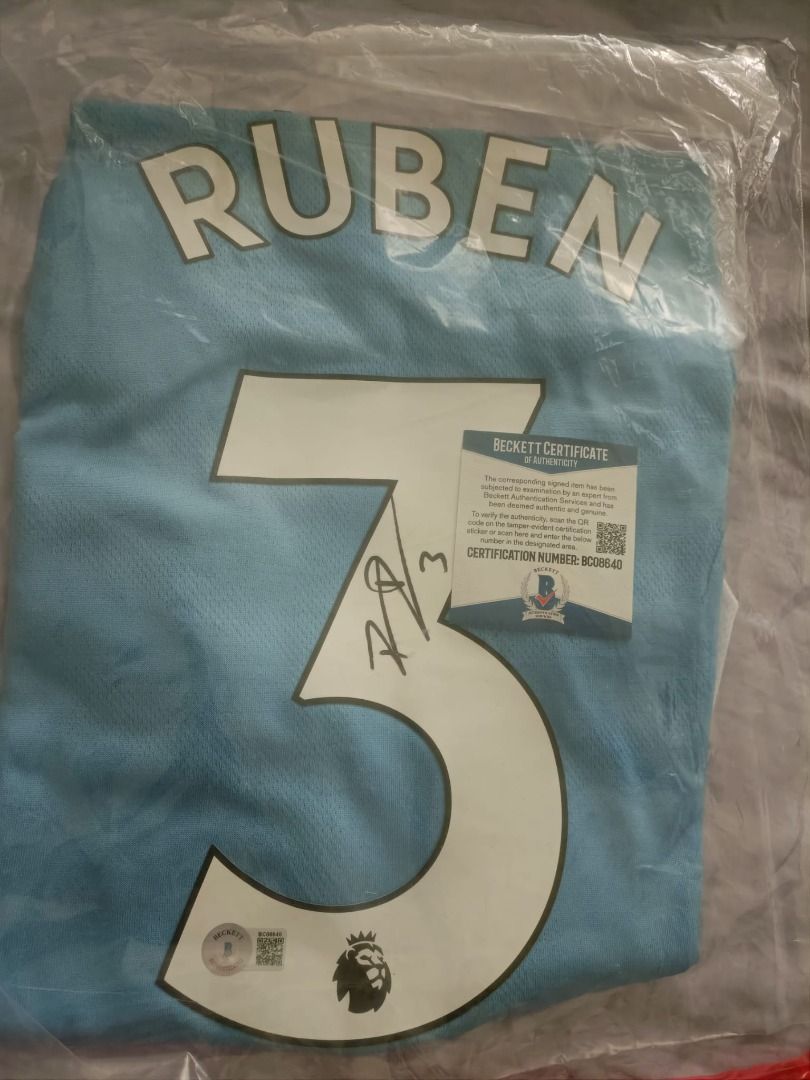 RUBEN
3
BECKETT CERTIFICATE
OF AUTHENTICITY
The corresponding signed item has been
subjected to examination by an expert from
Beckett Authentication Services and has
been deemed authentic and genuine.
To verify the authenticity, scan the QR
code on the tamper-evident certification
sticker or scan here and enter the below
number in the designated area.
CERTIFICATION NUMBER: BC08640
BECKETT
B
3
BECKETT
B
BC08640